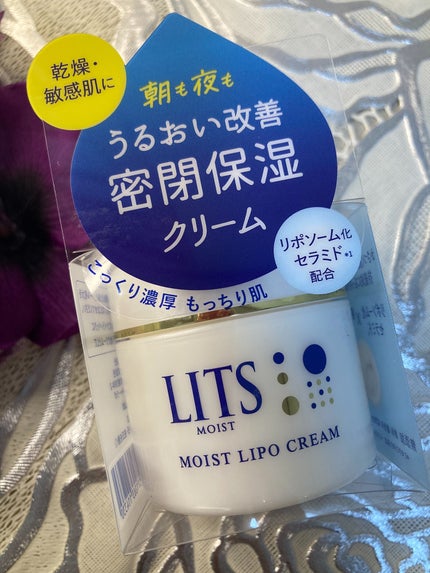 乾燥・
敏感肌に
朝も夜も
うるおい改善
密閉保湿
クリーム
リポソーム化
セラミド※1
配合
こっくり濃厚 もっちり肌
LITS
MOIST
MOIST LIPO CREAM